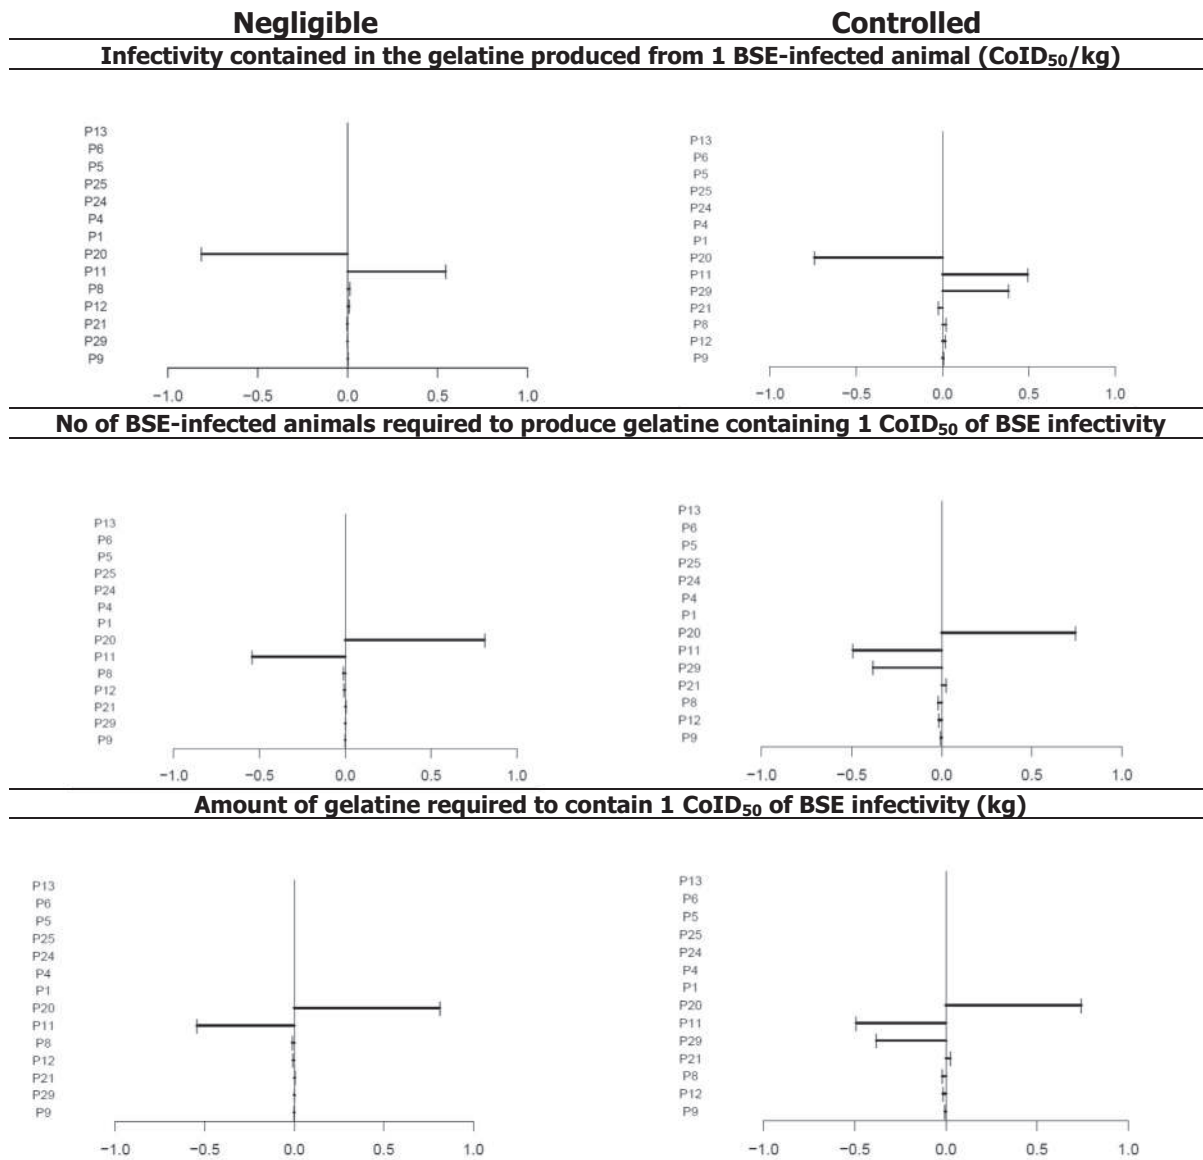 Negligible Controlled
Infectivity contained in the gelatine produced from 1 BSE-infected animal (CoID₅₀/kg)
P13
P6
P5
P25
P24
P4
P1
P20
P11
P8
P12
P21
P29
P9
−1.0 −0.5 0.0 0.5 1.0
P13
P6
P5
P25
P24
P4
P1
P20
P11
P29
P21
P8
P12
P9
−1.0 −0.5 0.0 0.5 1.0
No of BSE-infected animals required to produce gelatine containing 1 CoID₅₀ of BSE infectivity
P13
P6
P5
P25
P24
P4
P1
P20
P11
P8
P12
P21
P29
P9
−1.0 −0.5 0.0 0.5 1.0
P13
P6
P5
P25
P24
P4
P1
P20
P11
P29
P21
P8
P12
P9
−1.0 −0.5 0.0 0.5 1.0
Amount of gelatine required to contain 1 CoID₅₀ of BSE infectivity (kg)
P13
P6
P5
P25
P24
P4
P1
P20
P11
P8
P12
P21
P29
P9
−1.0 −0.5 0.0 0.5 1.0
P13
P6
P5
P25
P24
P4
P1
P20
P11
P29
P21
P8
P12
P9
−1.0 −0.5 0.0 0.5 1.0